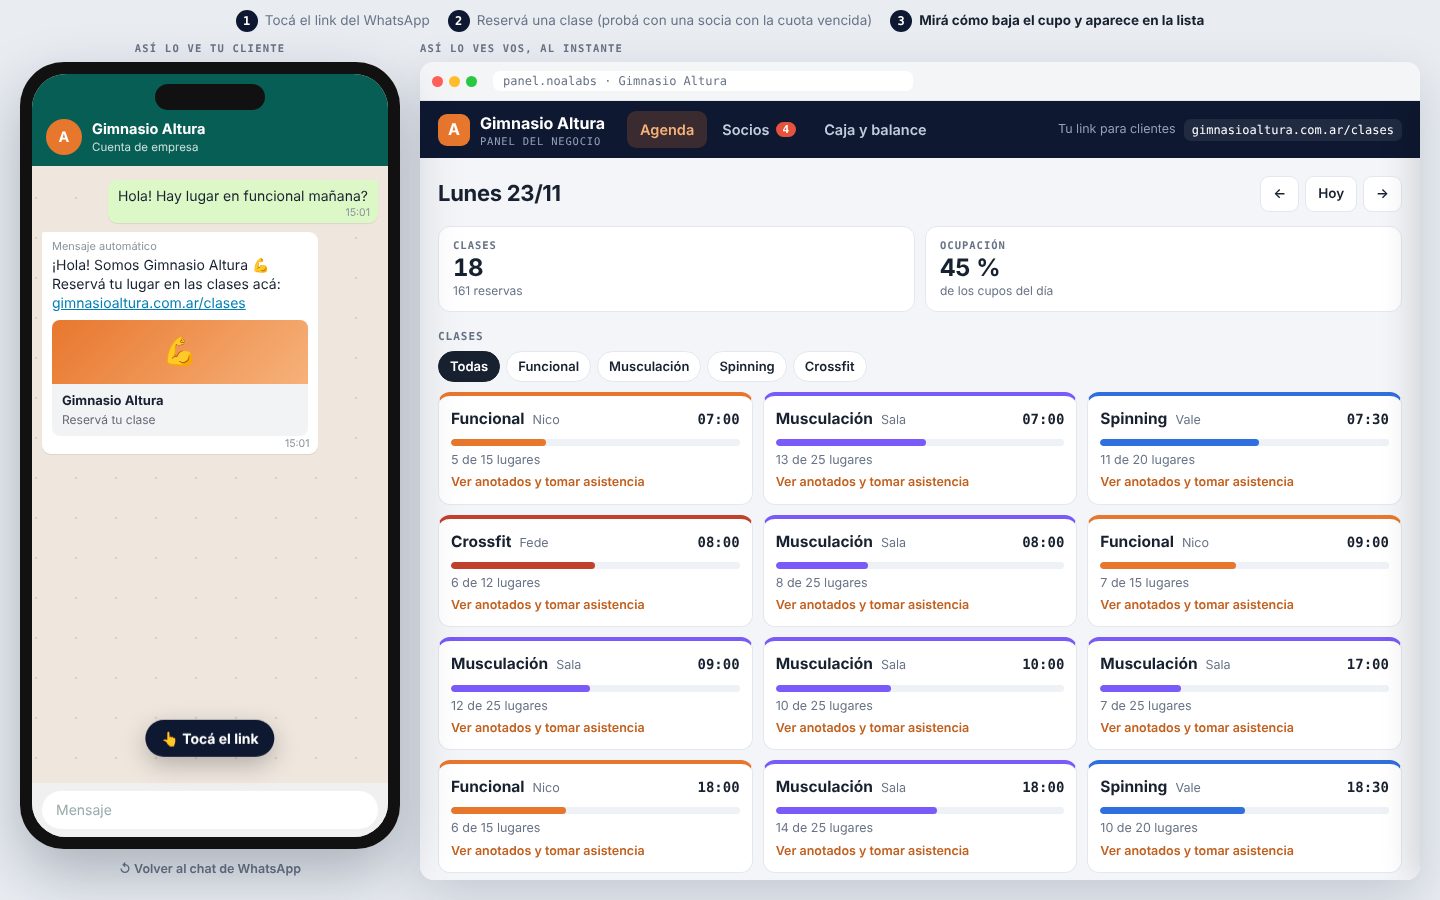 1 Tocá el link del WhatsApp 2 Reservá una clase (probá con una socia con la cuota vencida) 3 Mirá cómo baja el cupo y aparece en la lista
ASÍ LO VE TU CLIENTE
A Gimnasio Altura
Cuenta de empresa
Hola! Hay lugar en funcional mañana?
15:01
Mensaje automático
¡Hola! Somos Gimnasio Altura 💪
Reservá tu lugar en las clases acá:
gimnasioaltura.com.ar/clases
Gimnasio Altura
Reservá tu clase
15:01
👆 Tocá el link
Mensaje
↺ Volver al chat de WhatsApp
ASÍ LO VES VOS, AL INSTANTE
panel.noalabs · Gimnasio Altura
A Gimnasio Altura
PANEL DEL NEGOCIO
Agenda Socios 4 Caja y balance
Tu link para clientes gimnasioaltura.com.ar/clases
Lunes 23/11
← Hoy →
CLASES
18
161 reservas
OCUPACIÓN
45 %
de los cupos del día
CLASES
Todas Funcional Musculación Spinning Crossfit
Funcional Nico 07:00
5 de 15 lugares
Ver anotados y tomar asistencia
Musculación Sala 07:00
13 de 25 lugares
Ver anotados y tomar asistencia
Spinning Vale 07:30
11 de 20 lugares
Ver anotados y tomar asistencia
Crossfit Fede 08:00
6 de 12 lugares
Ver anotados y tomar asistencia
Musculación Sala 08:00
8 de 25 lugares
Ver anotados y tomar asistencia
Funcional Nico 09:00
7 de 15 lugares
Ver anotados y tomar asistencia
Musculación Sala 09:00
12 de 25 lugares
Ver anotados y tomar asistencia
Musculación Sala 10:00
10 de 25 lugares
Ver anotados y tomar asistencia
Musculación Sala 17:00
7 de 25 lugares
Ver anotados y tomar asistencia
Funcional Nico 18:00
6 de 15 lugares
Ver anotados y tomar asistencia
Musculación Sala 18:00
14 de 25 lugares
Ver anotados y tomar asistencia
Spinning Vale 18:30
10 de 20 lugares
Ver anotados y tomar asistencia